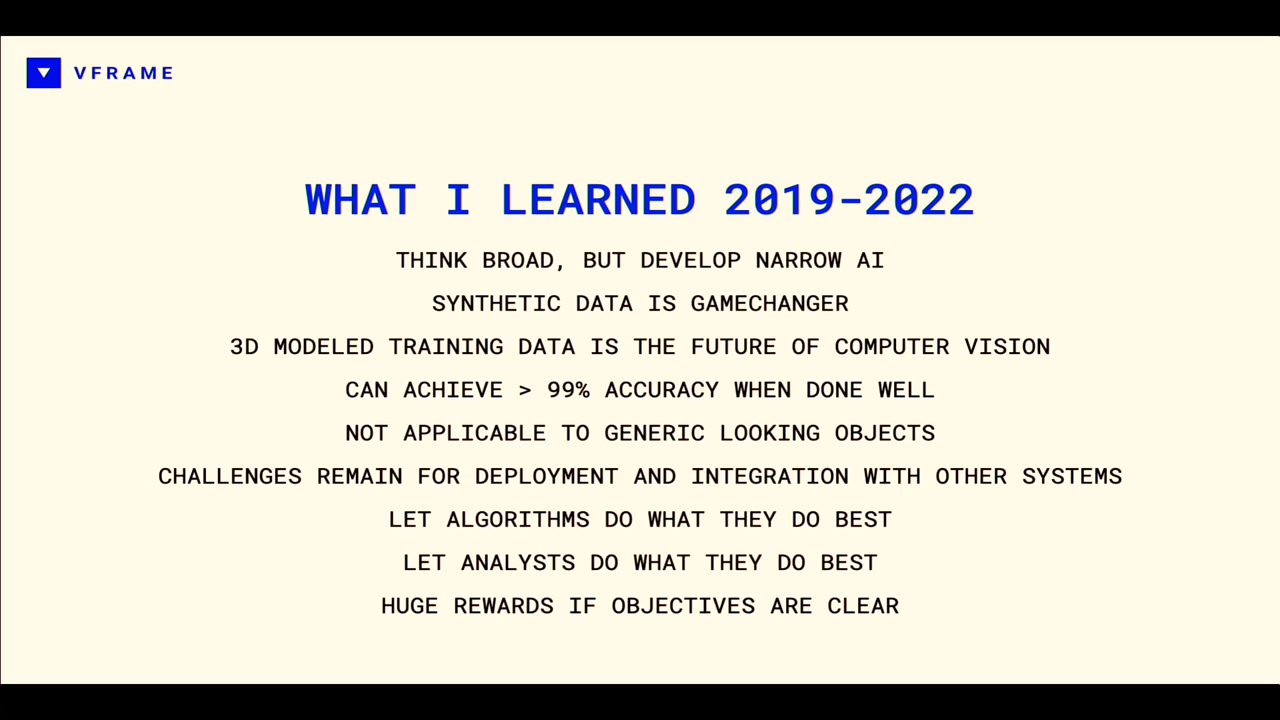 VFRAME
WHAT I LEARNED 2019-2022
THINK BROAD, BUT DEVELOP NARROW AI
SYNTHETIC DATA IS GAMECHANGER
3D MODELED TRAINING DATA IS THE FUTURE OF COMPUTER VISION
CAN ACHIEVE > 99% ACCURACY WHEN DONE WELL
NOT APPLICABLE TO GENERIC LOOKING OBJECTS
CHALLENGES REMAIN FOR DEPLOYMENT AND INTEGRATION WITH OTHER SYSTEMS
LET ALGORITHMS DO WHAT THEY DO BEST
LET ANALYSTS DO WHAT THEY DO BEST
HUGE REWARDS IF OBJECTIVES ARE CLEAR